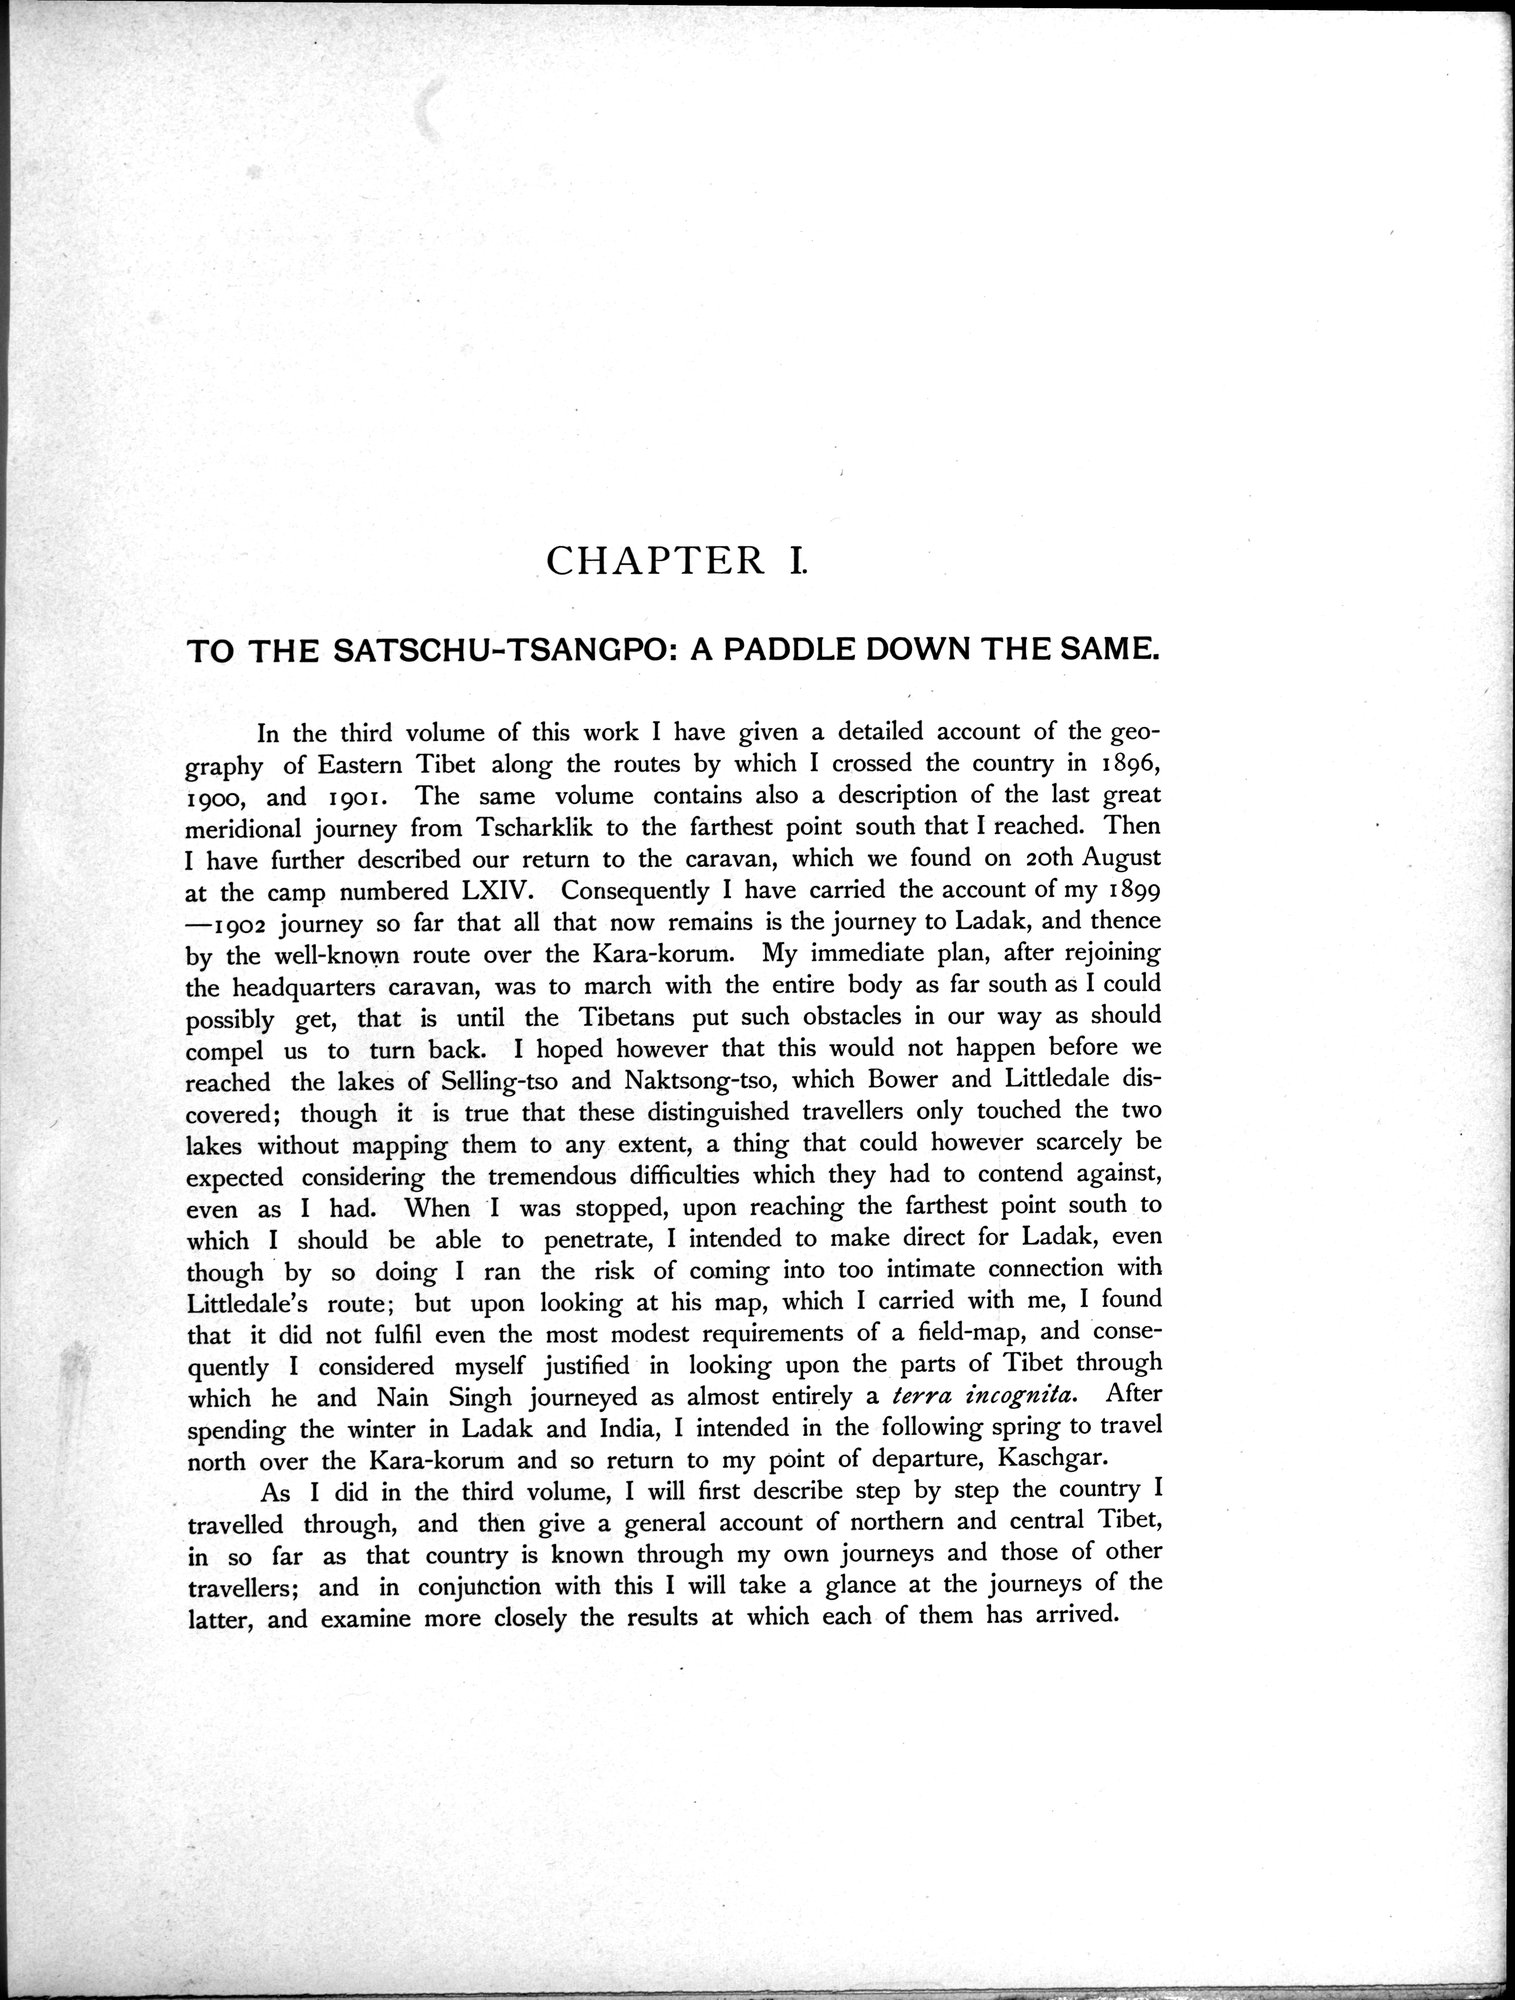 CHAPTER I.
TO THE SATSCHU-TSANGPO: A PADDLE DOWN THE SAME.
In the third volume of this work I have given a detailed account of the geo-
graphy of Eastern Tibet along the routes by which I crossed the country in 1896,
1900, and 1901. The same volume contains also a description of the last great
meridional journey from Tscharklik to the farthest point south that I reached. Then
I have further described our return to the caravan, which we found on 20th August
at the camp numbered LXIV. Consequently I have carried the account of my 1899
—1902 journey so far that all that now remains is the journey to Ladak, and thence
by the well-known route over the Kara-korum. My immediate plan, after rejoining
the headquarters caravan, was to march with the entire body as far south as I could
possibly get, that is until the Tibetans put such obstacles in our way as should
compel us to turn back. I hoped however that this would not happen before we
reached the lakes of Selling-tso and Naktsong-tso, which Bower and Littledale dis-
covered; though it is true that these distinguished travellers only touched the two
lakes without mapping them to any extent, a thing that could however scarcely be
expected considering the tremendous difficulties which they had to contend against,
even as I had. When I was stopped, upon reaching the farthest point south to
which I should be able to penetrate, I intended to make direct for Ladak, even
though by so doing I ran the risk of coming into too intimate connection with
Littledale's route; but upon looking at his map, which I carried with me, I found
that it did not fulfil even the most modest requirements of a field-map, and conse-
quently I considered myself justified in looking upon the parts of Tibet through
which he and Nain Singh journeyed as almost entirely a terra incognita. After
spending the winter in Ladak and India, I intended in the following spring to travel
north over the Kara-korum and so return to my point of departure, Kaschgar.
As I did in the third volume, I will first describe step by step the country I
travelled through, and then give a general account of northern and central Tibet,
in so far as that country is known through my own journeys and those of other
travellers; and in conjunction with this I will take a glance at the journeys of the
latter, and examine more closely the results at which each of them has arrived.